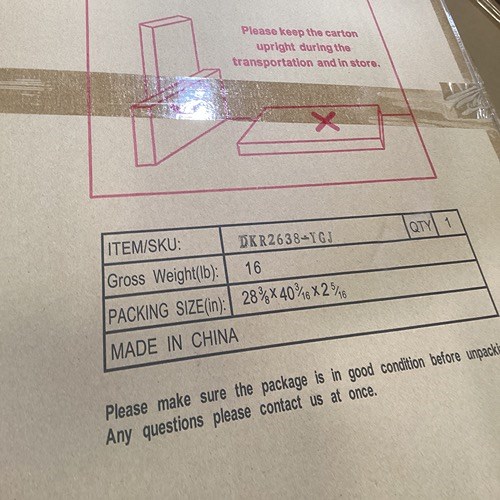 Please keep the carton
upright during the
transportation and in store.
ITEM/SKU: DKR2638-YGJ QTY 1
Gross Weight(lb): 16
PACKING SIZE(in): 28⅜X40³⁄₁₆X2⁵⁄₁₆
MADE IN CHINA
Please make sure the package is in good condition before unpacki
Any questions please contact us at once.